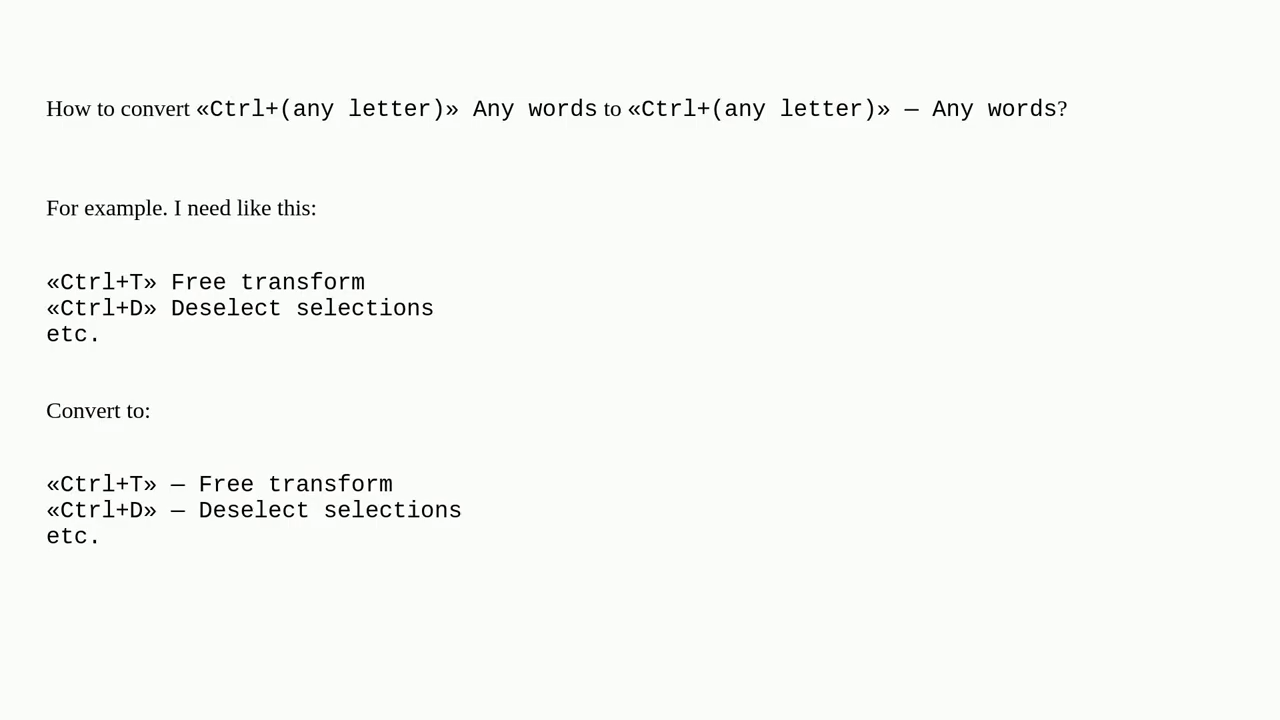 How to convert «Ctrl+(any letter)» Any words to «Ctrl+(any letter)» — Any words?
For example. I need like this:
«Ctrl+T» Free transform
«Ctrl+D» Deselect selections
etc.
Convert to:
«Ctrl+T» — Free transform
«Ctrl+D» — Deselect selections
etc.